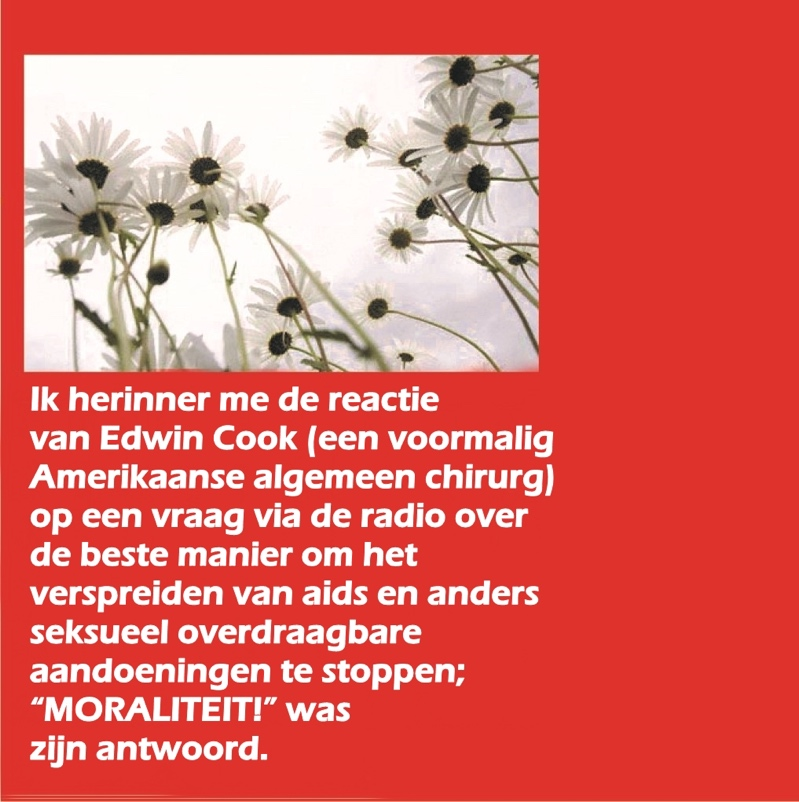 Ik herinner me de reactie
van Edwin Cook (een voormalig
Amerikaanse algemeen chirurg)
op een vraag via de radio over
de beste manier om het
verspreiden van aids en anders
seksueel overdraagbare
aandoeningen te stoppen;
“MORALITEIT!” was
zijn antwoord.